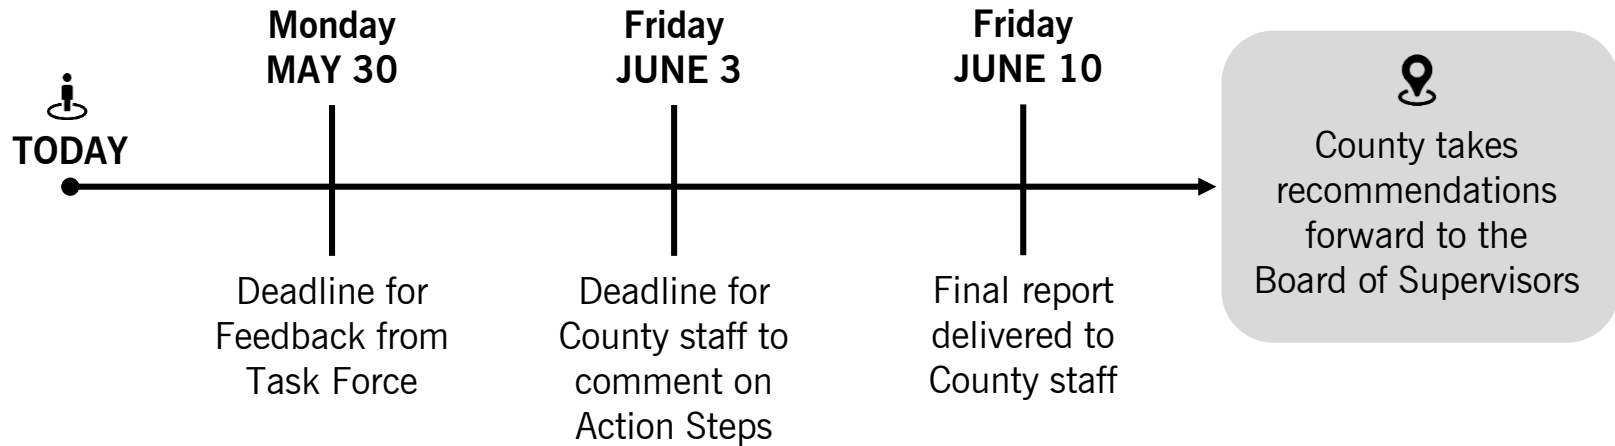 TODAY
Monday
MAY 30
Deadline for
Feedback from
Task Force
Friday
JUNE 3
Deadline for
County staff to
comment on
Action Steps
Friday
JUNE 10
Final report
delivered to
County staff
County takes
recommendations
forward to the
Board of Supervisors